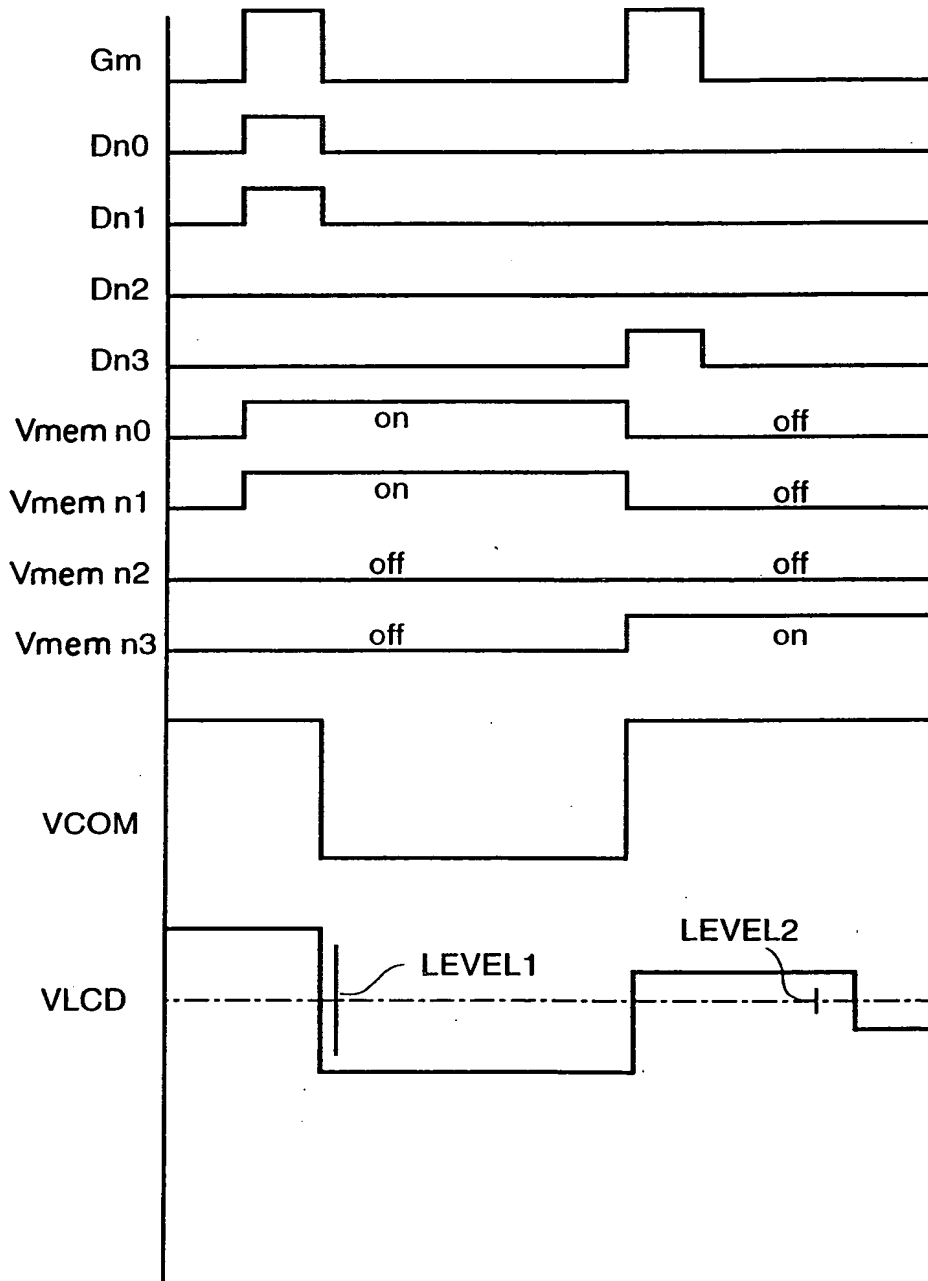 Gm
Dn0
Dn1
Dn2
Dn3
Vmem n0 on off
Vmem n1 on off
Vmem n2 off off
Vmem n3 off on
VCOM
LEVEL1 LEVEL2
VLCD